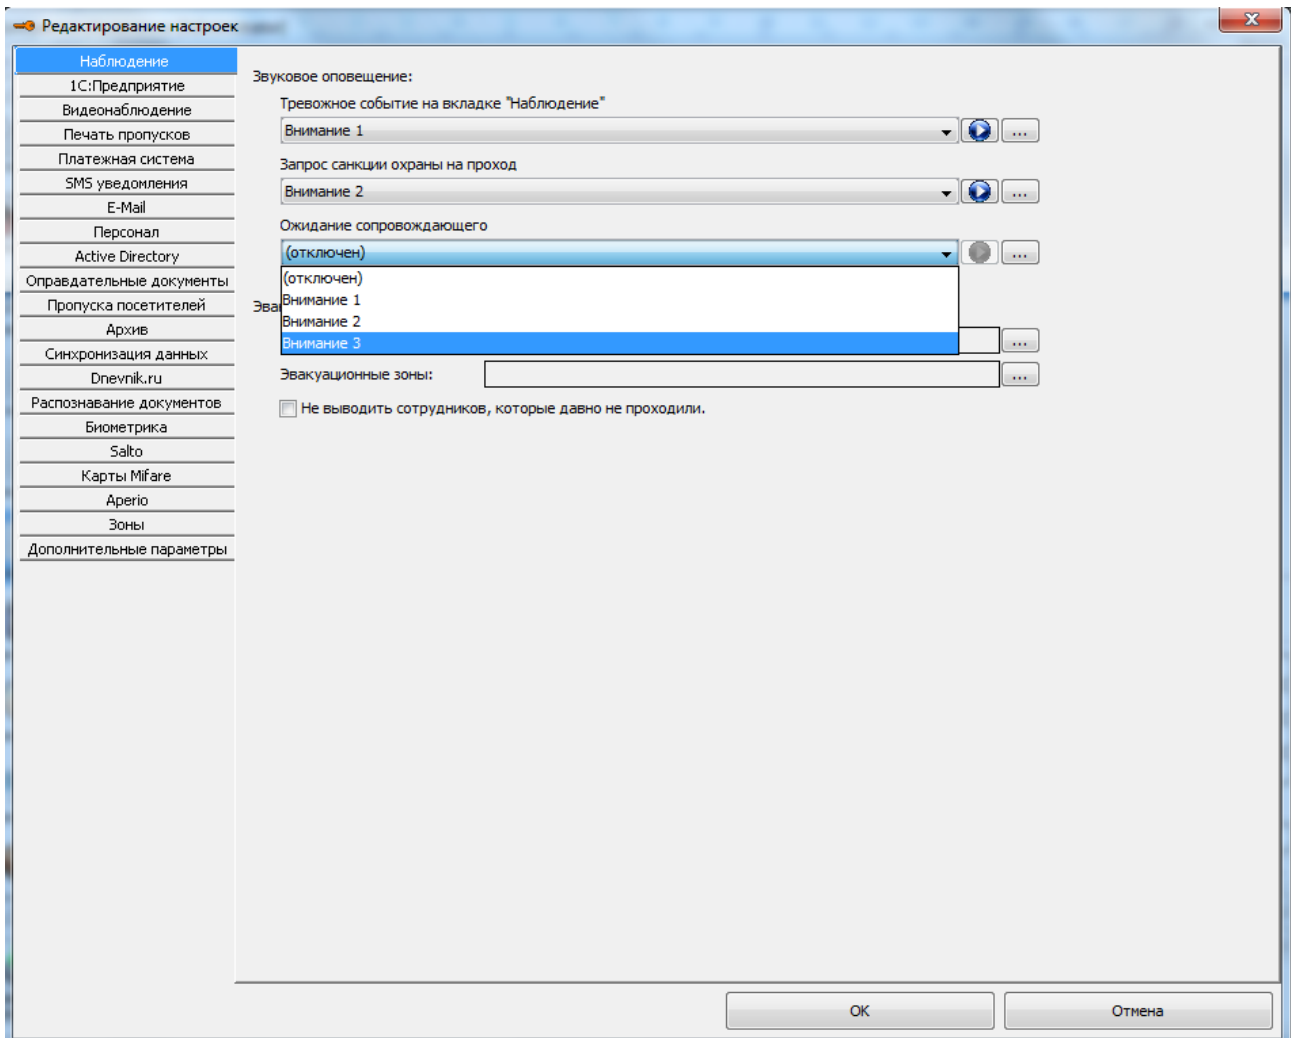 Редактирование настроек
Наблюдение
1С:Предприятие
Видеонаблюдение
Печать пропусков
Платежная система
SMS уведомления
E-Mail
Персонал
Active Directory
Оправдательные документы
Пропуска посетителей
Архив
Синхронизация данных
Dnevnik.ru
Распознавание документов
Биометрика
Salto
Карты Mifare
Aperio
Зоны
Дополнительные параметры
Звуковое оповещение:
Тревожное событие на вкладке "Наблюдение"
Внимание 1
...
Запрос санкции охраны на проход
Внимание 2
...
Ожидание сопровождающего
(отключен)
...
(отключен)
Внимание 1
Внимание 2
Внимание 3
...
Эвакуационные зоны:
...
Не выводить сотрудников, которые давно не проходили.
OK
Отмена